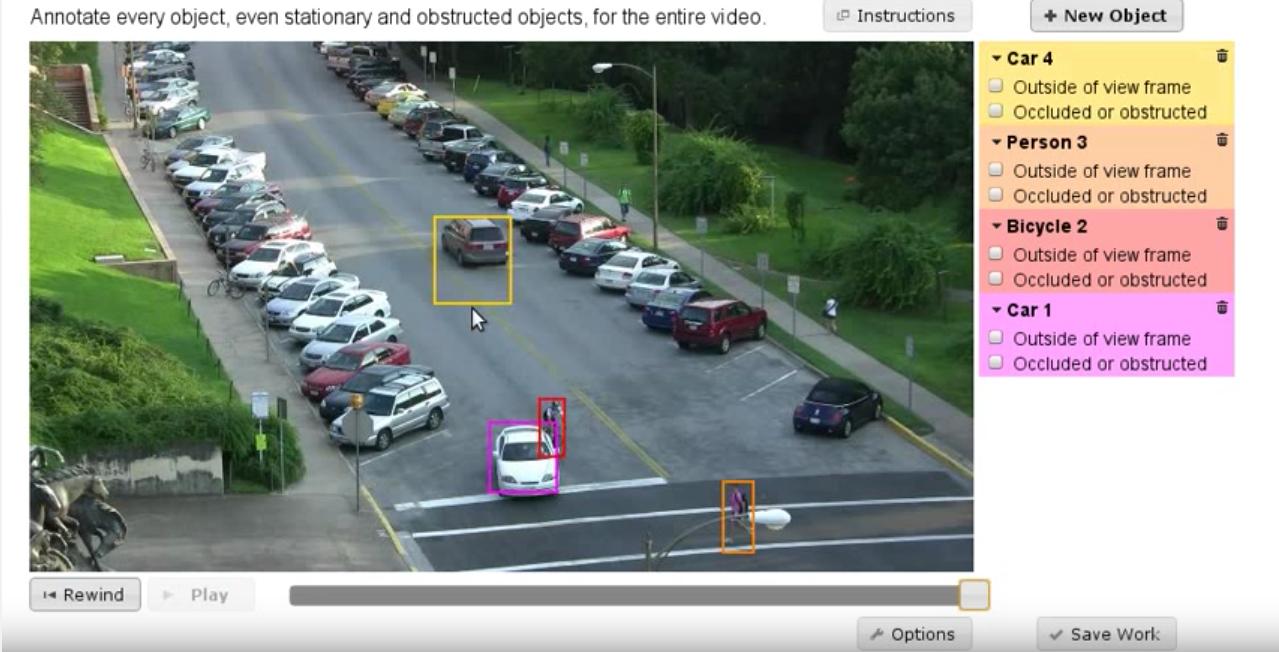 Annotate every object, even stationary and obstructed objects, for the entire video.
Instructions
+ New Object
Car 4
Outside of view frame
Occluded or obstructed
Person 3
Outside of view frame
Occluded or obstructed
Bicycle 2
Outside of view frame
Occluded or obstructed
Car 1
Outside of view frame
Occluded or obstructed
Rewind
Play
Options
Save Work